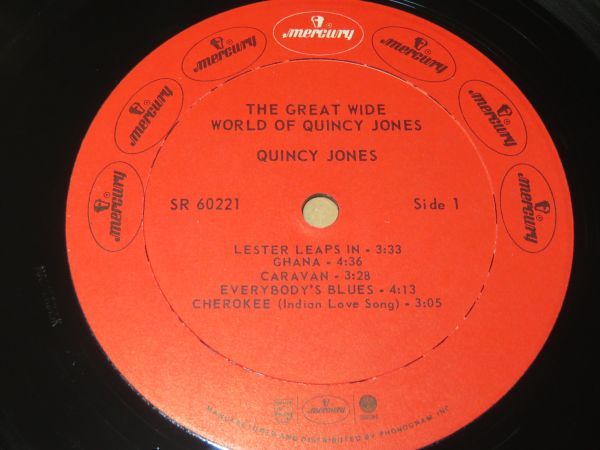 mercury
mercury
mercury
mercury
mercury
mercury
mercury
THE GREAT WIDE
WORLD OF QUINCY JONES
QUINCY JONES
SR 60221
Side 1
LESTER LEAPS IN - 3:33
GHANA - 4:36
CARAVAN - 3:28
EVERYBODY'S BLUES - 4:13
CHEROKEE (Indian Love Song) - 3:05
mercury
MANUFACTURED AND DISTRIBUTED BY PHONOGRAM INC